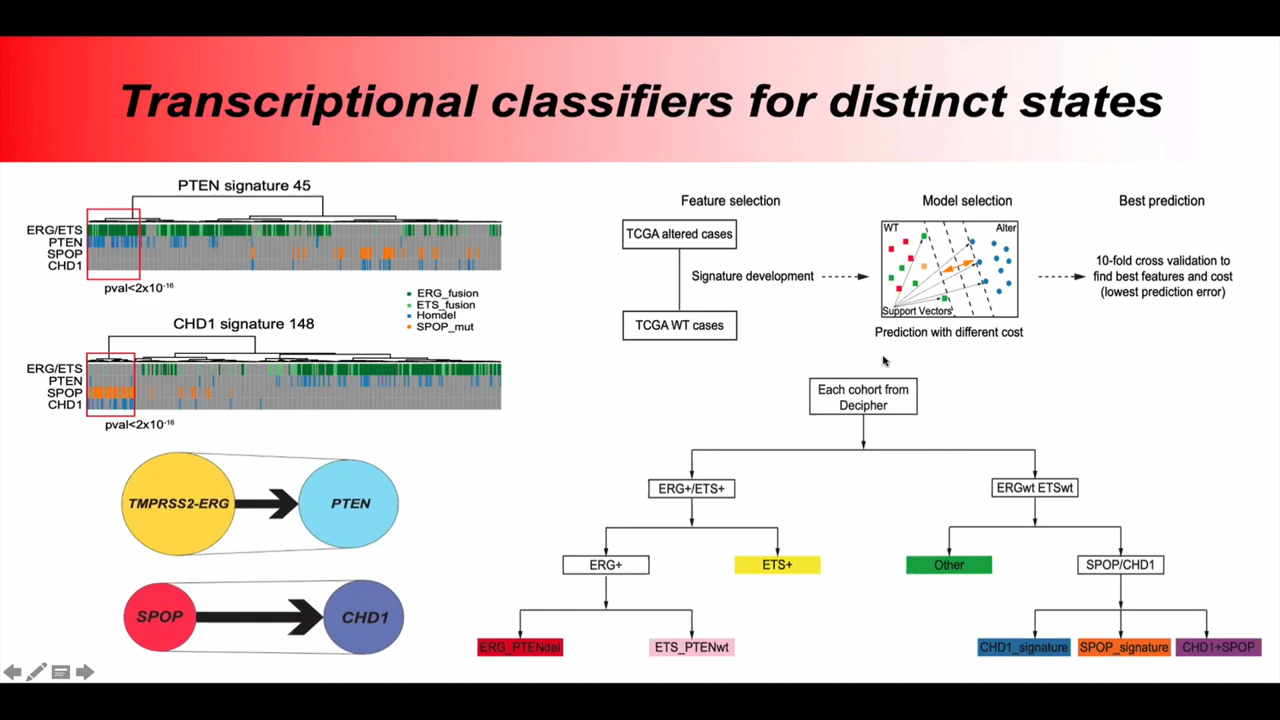 Transcriptional classifiers for distinct states
PTEN signature 45
ERG/ETS
PTEN
SPOP
CHD1
pval<2x10-16
ERG_fusion
ETS_fusion
Homdel
SPOP_mut
CHD1 signature 148
ERG/ETS
PTEN
SPOP
CHD1
pval<2x10-16
TMPRSS2-ERG
PTEN
SPOP
CHD1
Feature selection
Model selection
Best prediction
TCGA altered cases
Signature development
TCGA WT cases
WT
Alter
Support Vectors
Prediction with different cost
10-fold cross validation to
find best features and cost
(lowest prediction error)
Each cohort from
Decipher
ERG+/ETS+
ERGwt ETSwt
ERG+
ETS+
Other
SPOP/CHD1
ERG_PTENdel
ETS_PTENwt
CHD1_signature
SPOP_signature
CHD1+SPOP